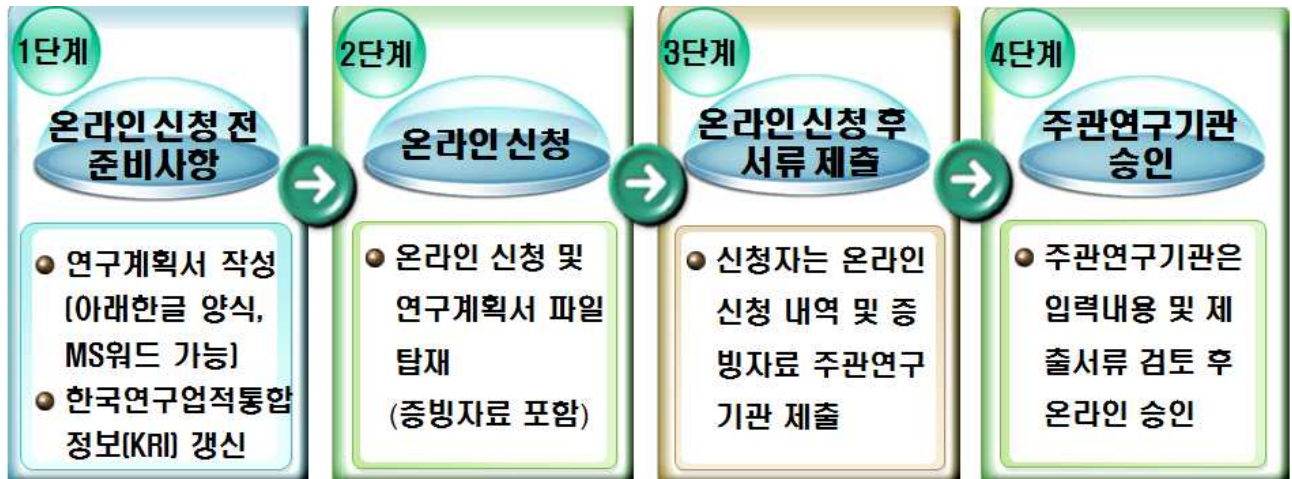 1단계
온라인 신청 전
준비사항
연구계획서 작성
(아래한글 양식,
MS워드 가능)
한국연구업적통합
정보(KRI) 갱신
2단계
온라인 신청
온라인 신청 및
연구계획서 파일
탑재
(증빙자료 포함)
3단계
온라인 신청 후
서류 제출
신청자는 온라인
신청 내역 및 증
빙자료 주관연구
기관 제출
4단계
주관연구기관
승인
주관연구기관은
입력내용 및 제
출서류 검토 후
온라인 승인